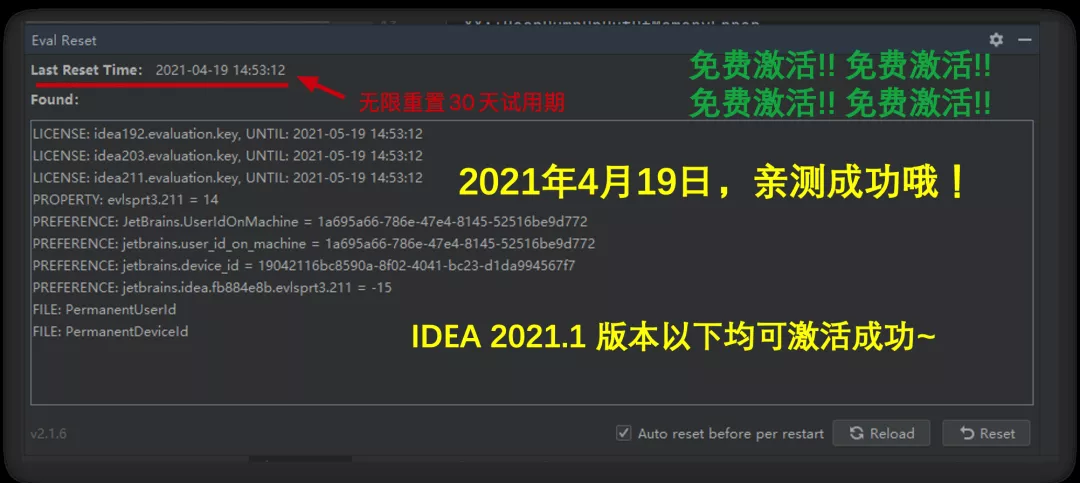 Eval Reset
Last Reset Time: 2021-04-19 14:53:12
免费激活!! 免费激活!!
免费激活!! 免费激活!!
无限重置30天试用期
Found:
LICENSE: idea192.evaluation.key, UNTIL: 2021-05-19 14:53:12
LICENSE: idea203.evaluation.key, UNTIL: 2021-05-19 14:53:12
LICENSE: idea211.evaluation.key, UNTIL: 2021-05-19 14:53:12
2021年4月19日，亲测成功哦！
PROPERTY: evlsprt3.211 = 14
PREFERENCE: JetBrains.UserIdOnMachine = 1a695a66-786e-47e4-8145-52516be9d772
PREFERENCE: jetbrains.user_id_on_machine = 1a695a66-786e-47e4-8145-52516be9d772
PREFERENCE: jetbrains.device_id = 19042116bc8590a-8f02-4041-bc23-d1da994567f7
PREFERENCE: jetbrains.idea.fb884e8b.evlsprt3.211 = -15
FILE: PermanentUserId
FILE: PermanentDeviceId
IDEA 2021.1 版本以下均可激活成功~
v2.1.6
Auto reset before per restart
Reload
Reset